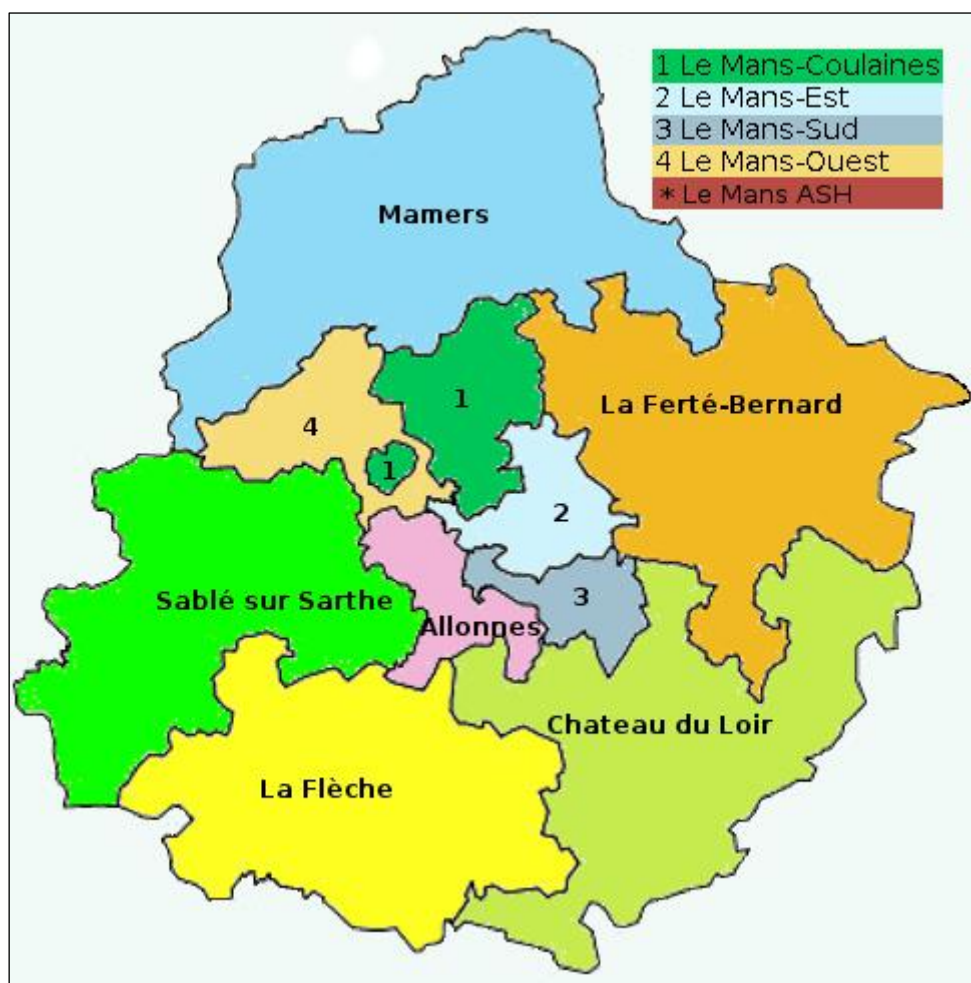 1 Le Mans-Coulaines
2 Le Mans-Est
3 Le Mans-Sud
4 Le Mans-Ouest
* Le Mans ASH
Mamers
1
La Ferté-Bernard
4
1
2
Sablé sur Sarthe
3
Allonnes
Chateau du Loir
La Flèche